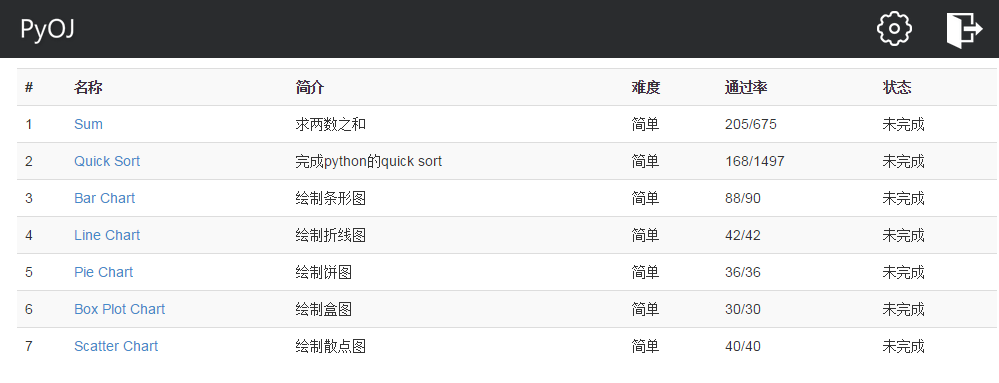 PyOJ
# 名称 简介 难度 通过率 状态
1 Sum 求两数之和 简单 205/675 未完成
2 Quick Sort 完成python的quick sort 简单 168/1497 未完成
3 Bar Chart 绘制条形图 简单 88/90 未完成
4 Line Chart 绘制折线图 简单 42/42 未完成
5 Pie Chart 绘制饼图 简单 36/36 未完成
6 Box Plot Chart 绘制盒图 简单 30/30 未完成
7 Scatter Chart 绘制散点图 简单 40/40 未完成